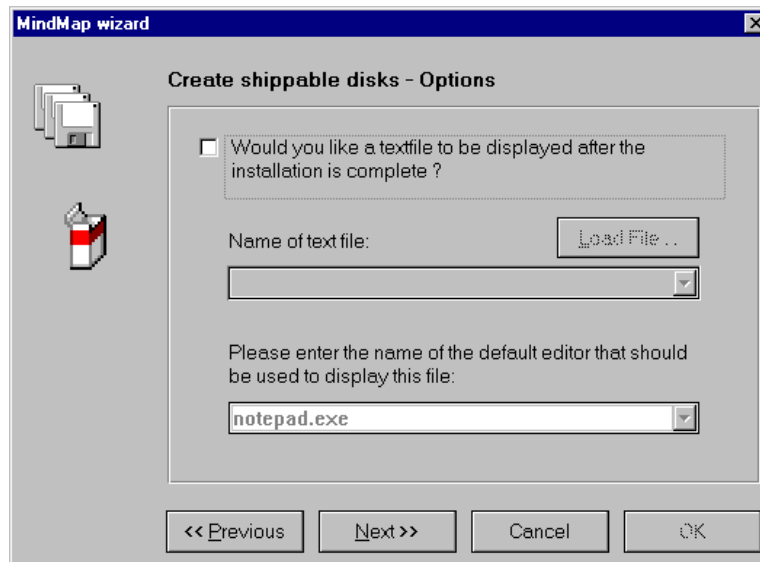 MindMap wizard
Create shippable disks - Options
Would you like a textfile to be displayed after the
installation is complete ?
Name of text file:
Load File . .
Please enter the name of the default editor that should
be used to display this file:
notepad.exe
<< Previous
Next >>
Cancel
OK